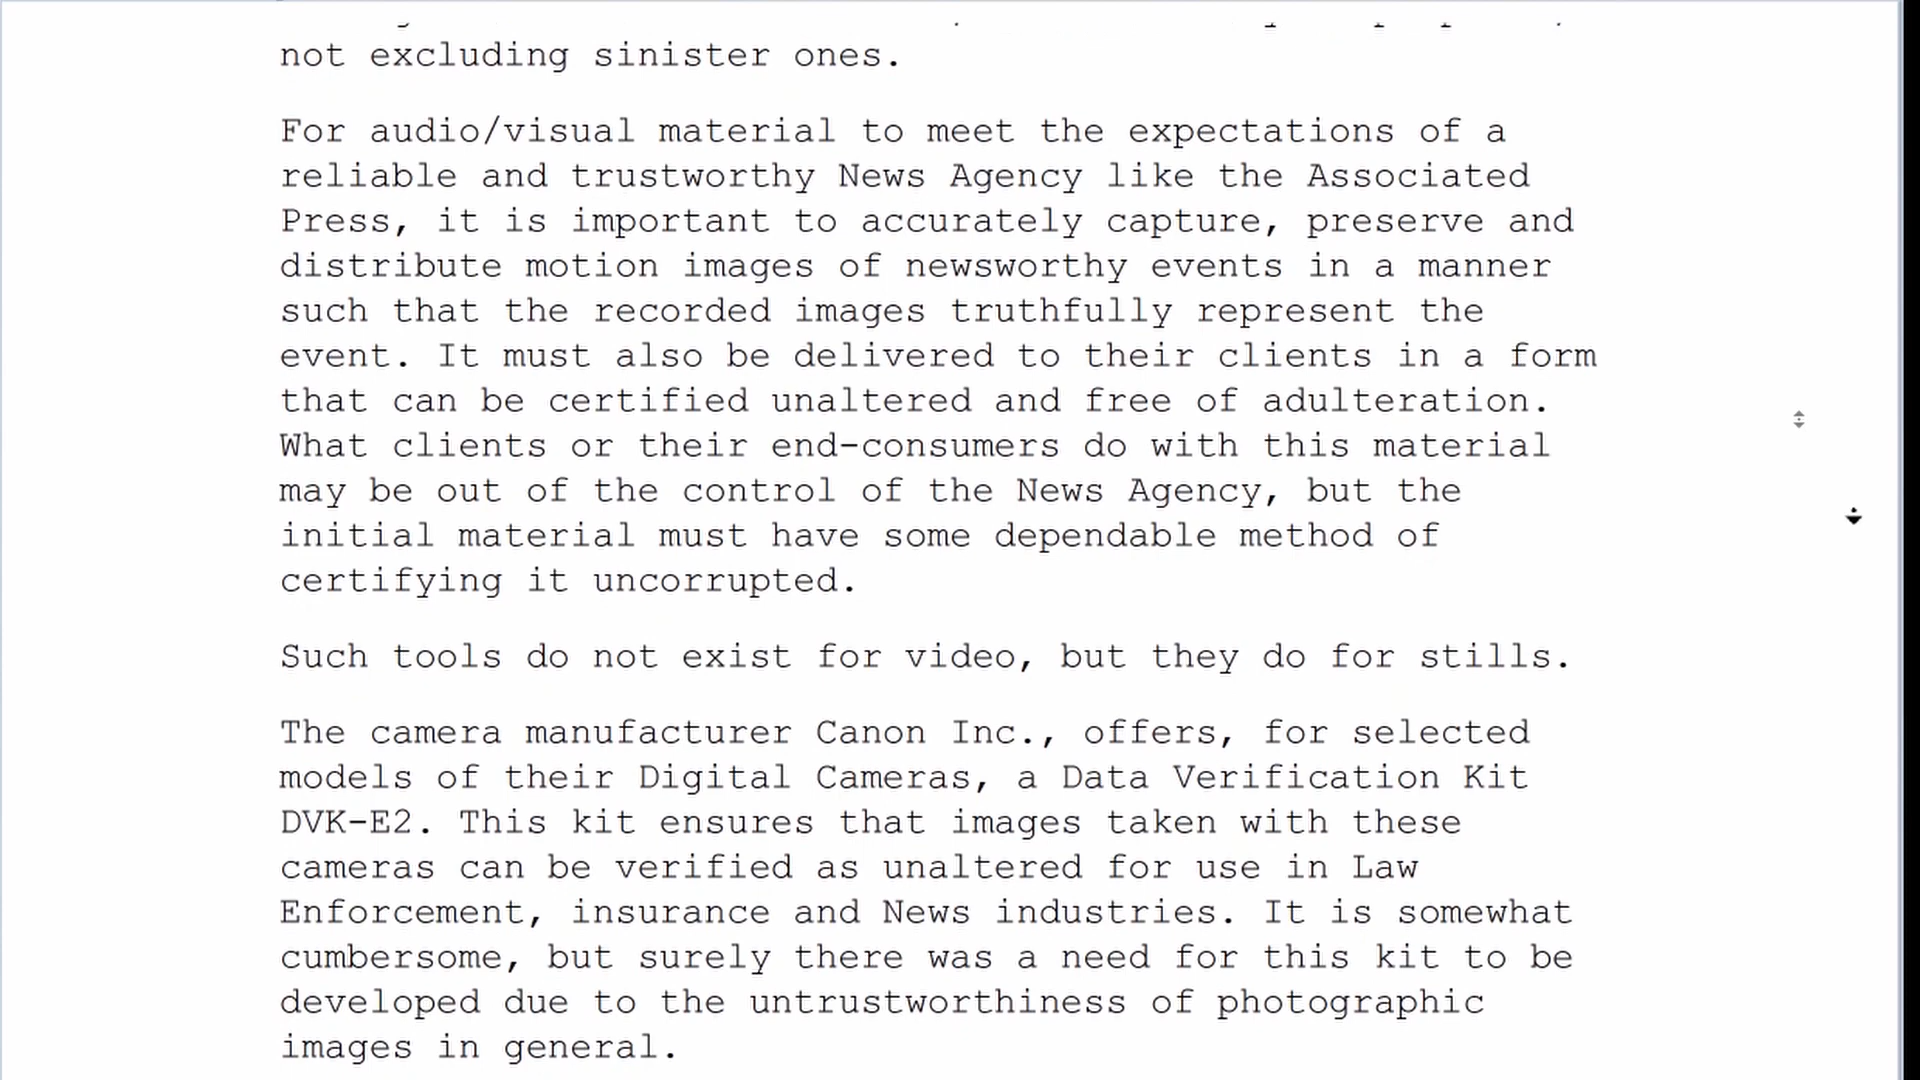 not excluding sinister ones.
For audio/visual material to meet the expectations of a
reliable and trustworthy News Agency like the Associated
Press, it is important to accurately capture, preserve and
distribute motion images of newsworthy events in a manner
such that the recorded images truthfully represent the
event. It must also be delivered to their clients in a form
that can be certified unaltered and free of adulteration.
What clients or their end-consumers do with this material
may be out of the control of the News Agency, but the
initial material must have some dependable method of
certifying it uncorrupted.
Such tools do not exist for video, but they do for stills.
The camera manufacturer Canon Inc., offers, for selected
models of their Digital Cameras, a Data Verification Kit
DVK-E2. This kit ensures that images taken with these
cameras can be verified as unaltered for use in Law
Enforcement, insurance and News industries. It is somewhat
cumbersome, but surely there was a need for this kit to be
developed due to the untrustworthiness of photographic
images in general.